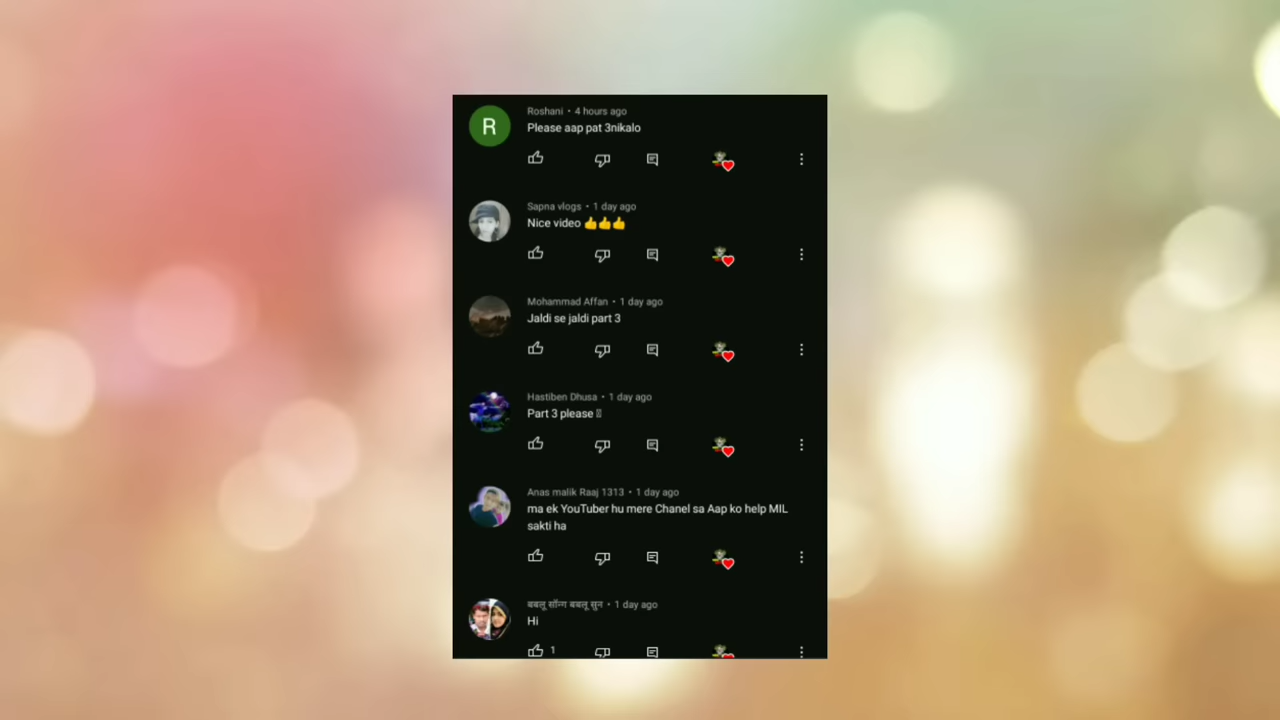 R
Roshani • 4 hours ago
Please aap pat 3nikalo
Sapna vlogs • 1 day ago
Nice video 👍👍👍
Mohammad Affan • 1 day ago
Jaldi se jaldi part 3
Hastiben Dhusa • 1 day ago
Part 3 please
Anas malik Raaj 1313 • 1 day ago
ma ek YouTuber hu mere Chanel sa Aap ko help MIL
sakti ha
बबलू सॉन्ग बबलू सुन • 1 day ago
Hi
1